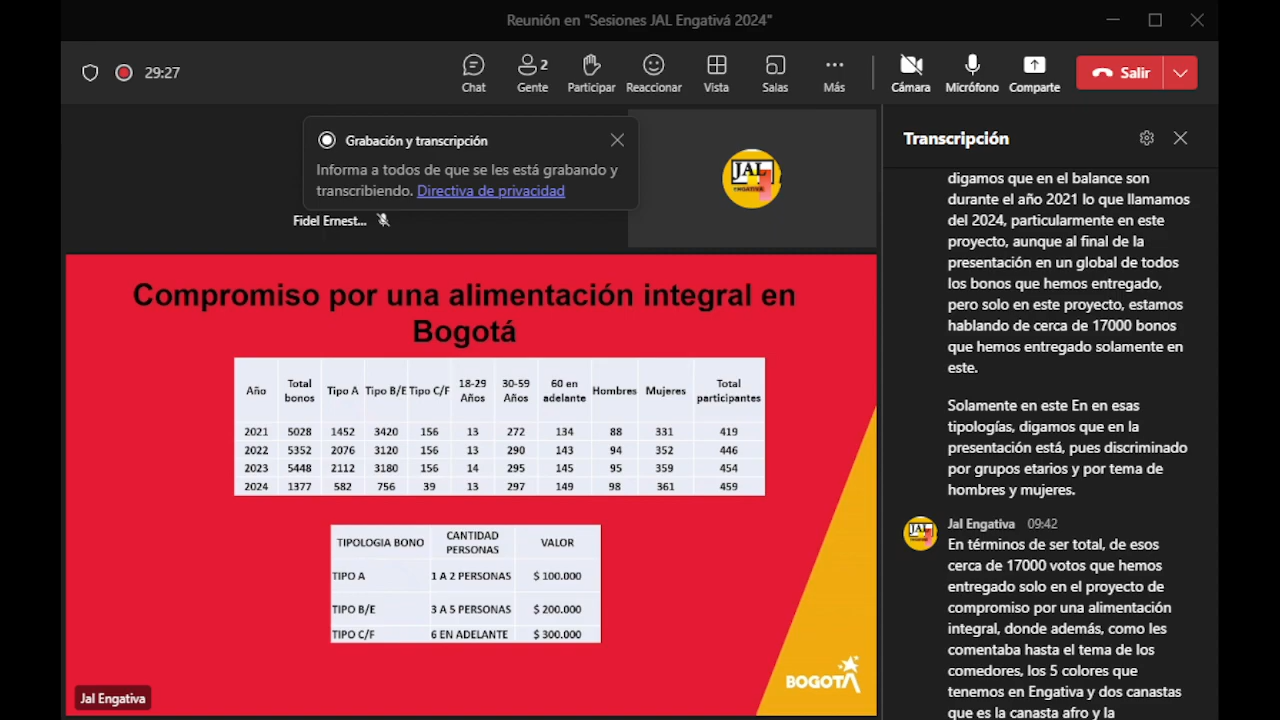 Reunión en "Sesiones JAL Engativá 2024"
29:27
Chat
Gente 2
Participar
Reaccionar
Vista
Salas
Más
Cámara
Micrófono
Comparte
Salir
Grabación y transcripción
Informa a todos de que se les está grabando y
transcribiendo. Directiva de privacidad
Fidel Ernest...
JAL
ENGATIVÁ
Compromiso por una alimentación integral en
Bogotá
Año Total bonos Tipo A Tipo B/E Tipo C/F 18-29 Años 30-59 Años 60 en adelante Hombres Mujeres Total participantes
2021 5028 1452 3420 156 13 272 134 88 331 419
2022 5352 2076 3120 156 13 290 143 94 352 446
2023 5448 2112 3180 156 14 295 145 95 359 454
2024 1377 582 756 39 13 297 149 98 361 459
TIPOLOGIA BONO CANTIDAD PERSONAS VALOR
TIPO A 1 A 2 PERSONAS $ 100.000
TIPO B/E 3 A 5 PERSONAS $ 200.000
TIPO C/F 6 EN ADELANTE $ 300.000
BOGOTÁ
Jal Engativa
Transcripción
digamos que en el balance son
durante el año 2021 lo que llamamos
del 2024, particularmente en este
proyecto, aunque al final de la
presentación en un global de todos
los bonos que hemos entregado,
pero solo en este proyecto, estamos
hablando de cerca de 17000 bonos
que hemos entregado solamente en
este.
Solamente en este En en esas
tipologías, digamos que en la
presentación está, pues discriminado
por grupos etarios y por tema de
hombres y mujeres.
JAL
Jal Engativa 09:42
En términos de ser total, de esos
cerca de 17000 votos que hemos
entregado solo en el proyecto de
compromiso por una alimentación
integral, donde además, como les
comentaba hasta el tema de los
comedores, los 5 colores que
tenemos en Engativa y dos canastas
que es la canasta afro y la